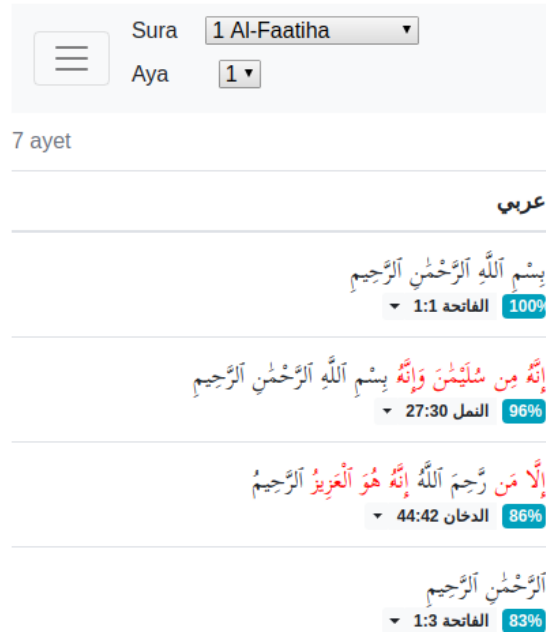 Sura 1 Al-Faatiha
Aya 1
7 ayet
عربي
بِسْمِ ٱللَّهِ ٱلرَّحْمَٰنِ ٱلرَّحِيمِ
100% الفاتحة 1:1
إِنَّهُۥ مِن سُلَيْمَٰنَ وَإِنَّهُۥ بِسْمِ ٱللَّهِ ٱلرَّحْمَٰنِ ٱلرَّحِيمِ
96% النمل 27:30
إِلَّا مَن رَّحِمَ ٱللَّهُ إِنَّهُۥ هُوَ ٱلْعَزِيزُ ٱلرَّحِيمُ
86% الدخان 44:42
ٱلرَّحْمَٰنِ ٱلرَّحِيمِ
83% الفاتحة 1:3